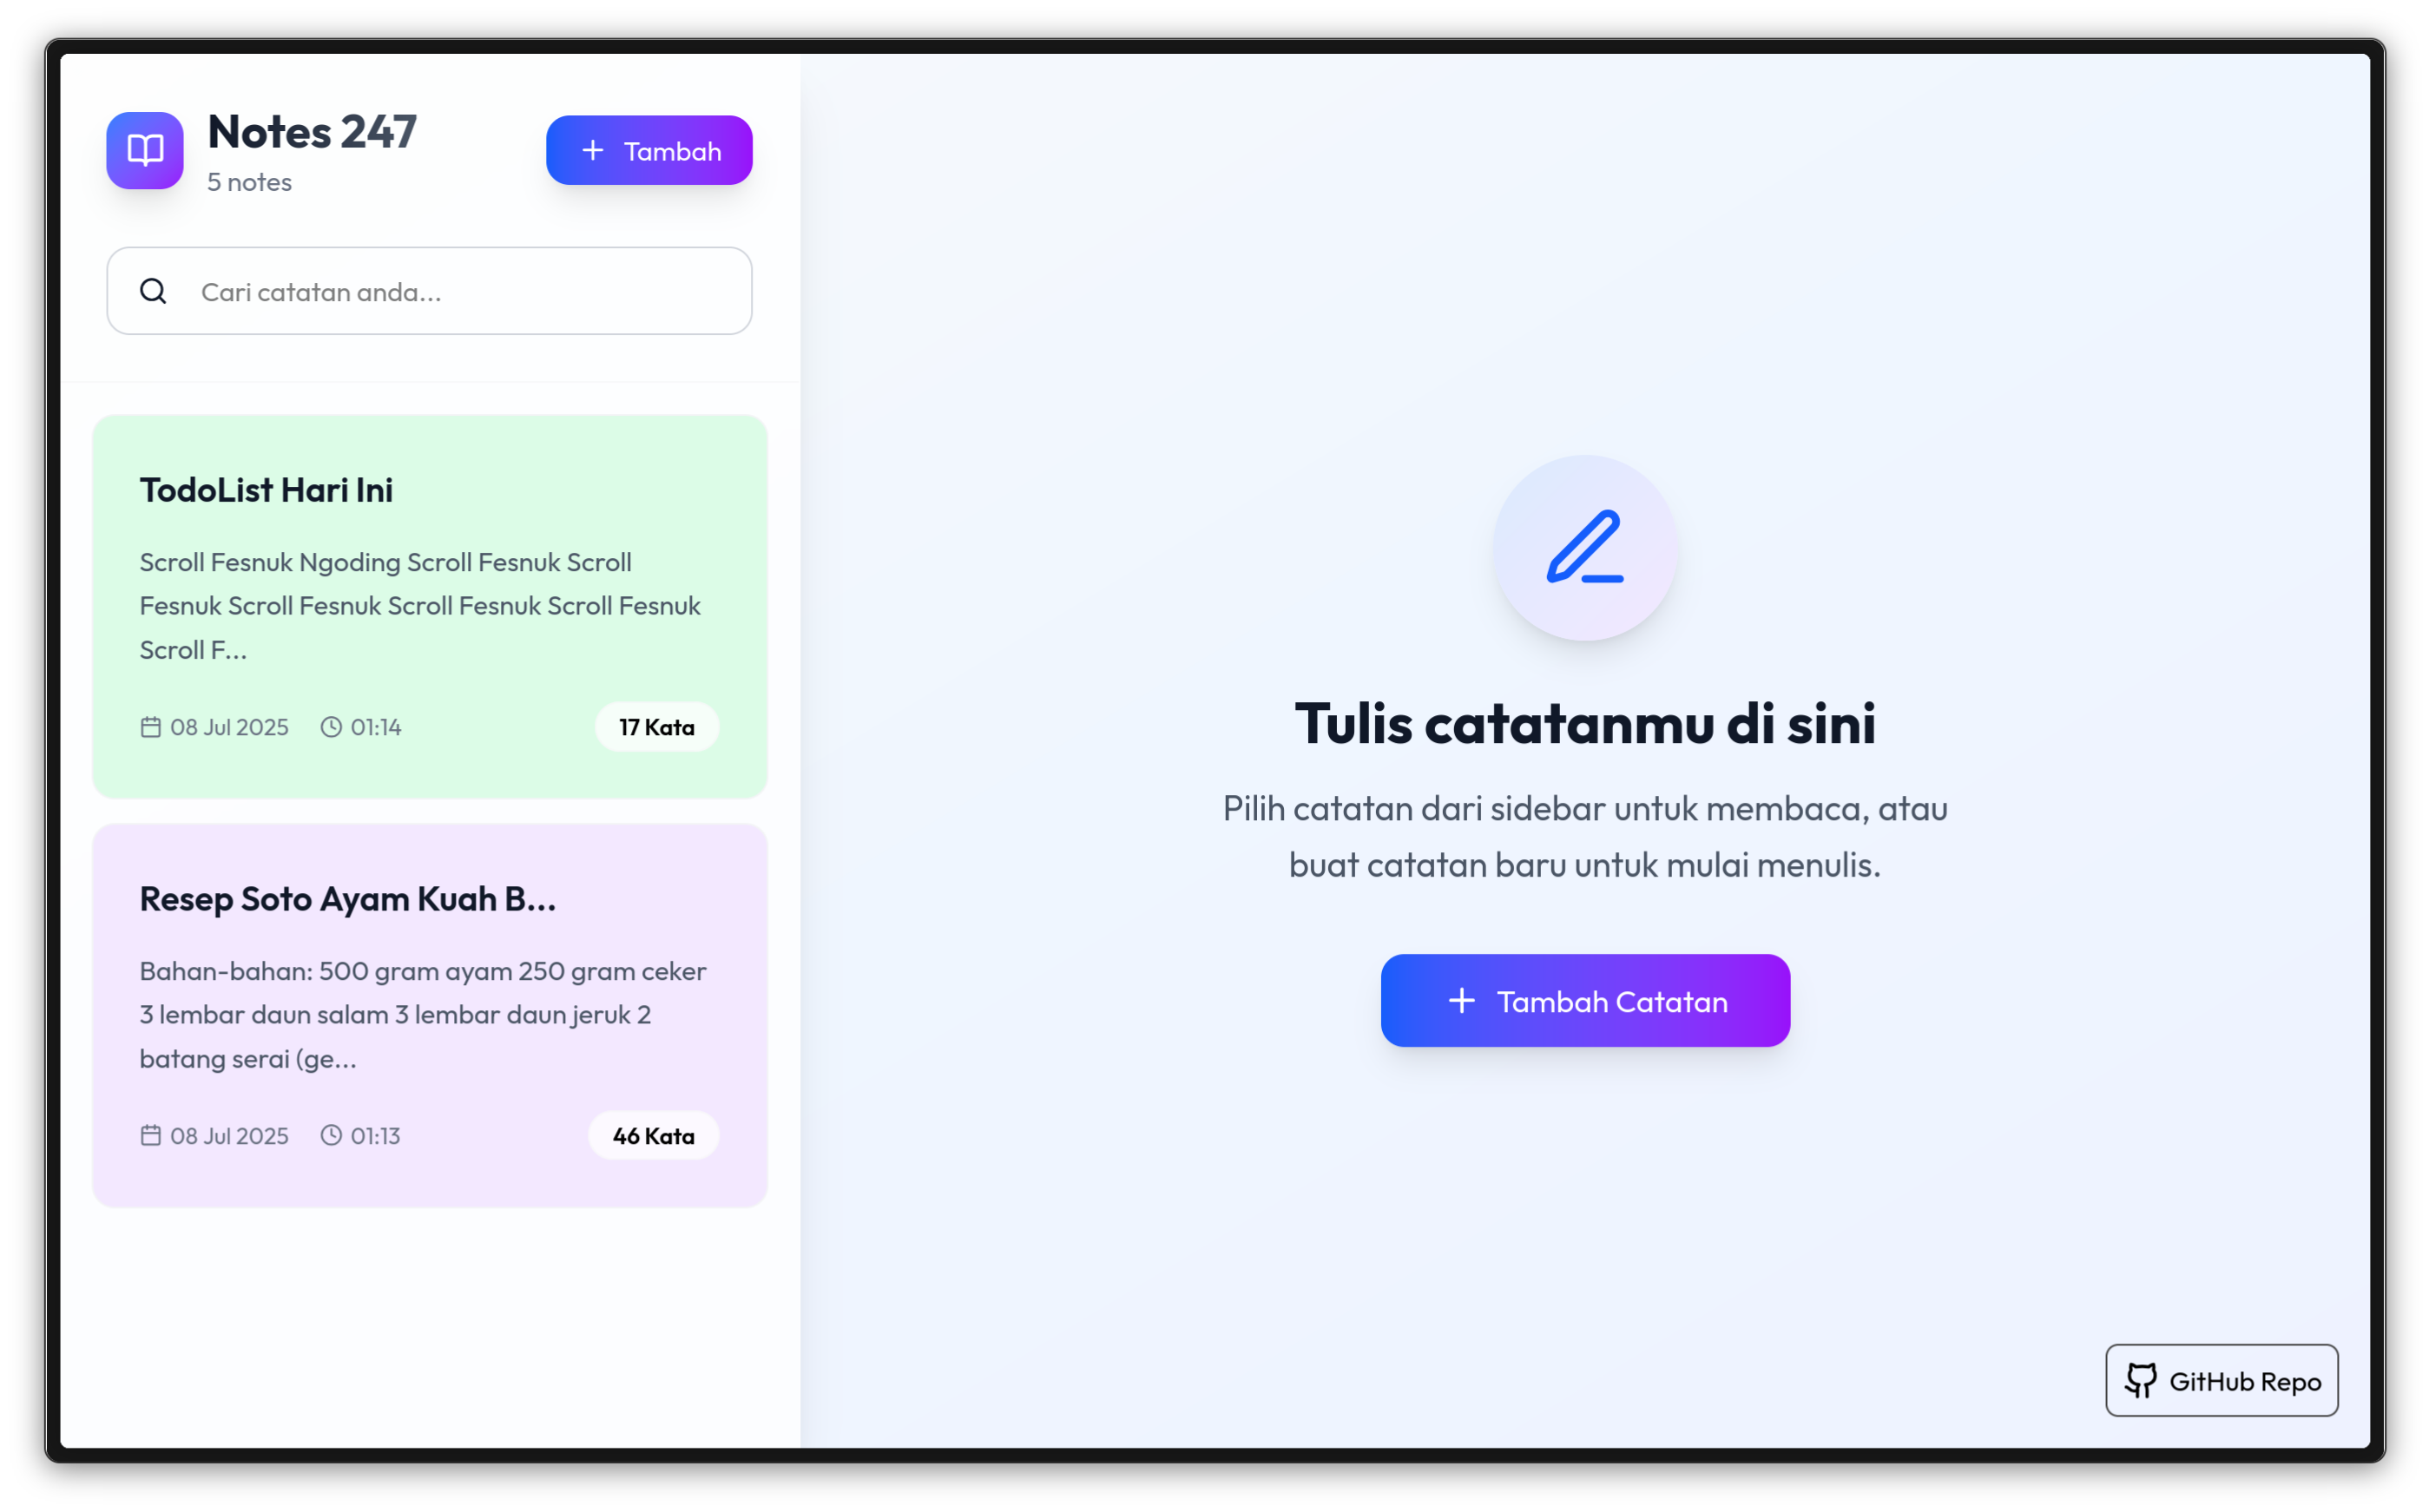 Notes 247
5 notes
Tambah
Cari catatan anda...
TodoList Hari Ini
Scroll Fesnuk Ngoding Scroll Fesnuk Scroll
Fesnuk Scroll Fesnuk Scroll Fesnuk Scroll Fesnuk
Scroll F...
08 Jul 2025 01:14 17 Kata
Resep Soto Ayam Kuah B...
Bahan-bahan: 500 gram ayam 250 gram ceker
3 lembar daun salam 3 lembar daun jeruk 2
batang serai (ge...
08 Jul 2025 01:13 46 Kata
Tulis catatanmu di sini
Pilih catatan dari sidebar untuk membaca, atau
buat catatan baru untuk mulai menulis.
Tambah Catatan
GitHub Repo